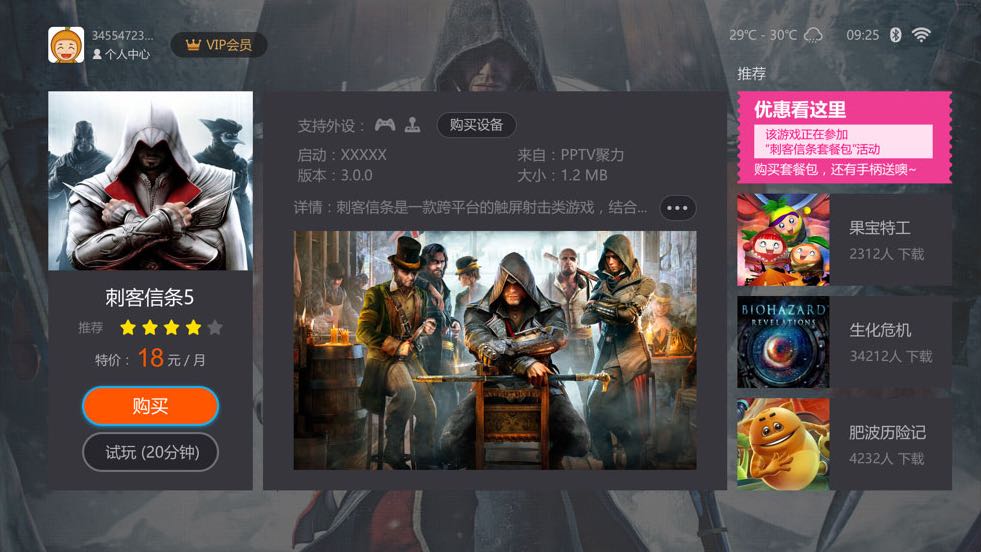 34554723...
个人中心
VIP会员
29℃ - 30℃
09:25
刺客信条5
推荐
特价：18元 / 月
购买
试玩 (20分钟)
支持外设：
购买设备
启动：XXXXX
来自：PPTV聚力
版本：3.0.0
大小：1.2 MB
详情：刺客信条是一款跨平台的触屏射击类游戏，结合...
推荐
优惠看这里
该游戏正在参加
"刺客信条套餐包"活动
购买套餐包，还有手柄送噢~
果宝特工
2312人 下载
BIOHAZARD
REVELATIONS
生化危机
34212人 下载
肥波历险记
4232人 下载